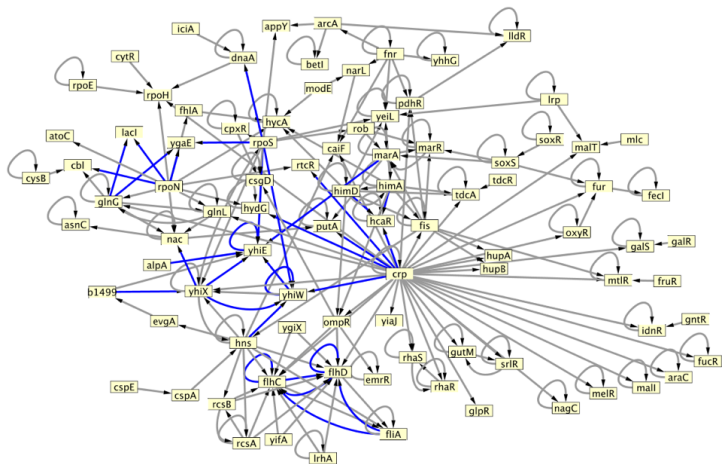 iciA
appY
arcA
lldR
cytR
dnaA
betI
fnr
yhhG
rpoE
rpoH
modE
narL
pdhR
lrp
fhlA
hycA
yeiL
atoC
lacI
ygaE
cpxR
rpoS
rob
caiF
marA
marR
soxR
malT
mlc
soxS
cbl
cysB
rpoN
csgD
rtcR
himD
himA
tdcA
tdcR
fur
fecI
glnG
glnL
hydG
putA
hcaR
fis
oxyR
asnC
nac
yhiE
galS
galR
alpA
crp
hupA
hupB
mtlR
fruR
b1499
yhiX
yhiW
evgA
ygiX
ompR
yiaJ
idnR
gntR
hns
rhaS
gutM
srlR
fucR
cspE
cspA
flhC
flhD
emrR
rhaR
nagC
melR
malI
araC
rcsB
glpR
rcsA
yifA
fliA
lrhA